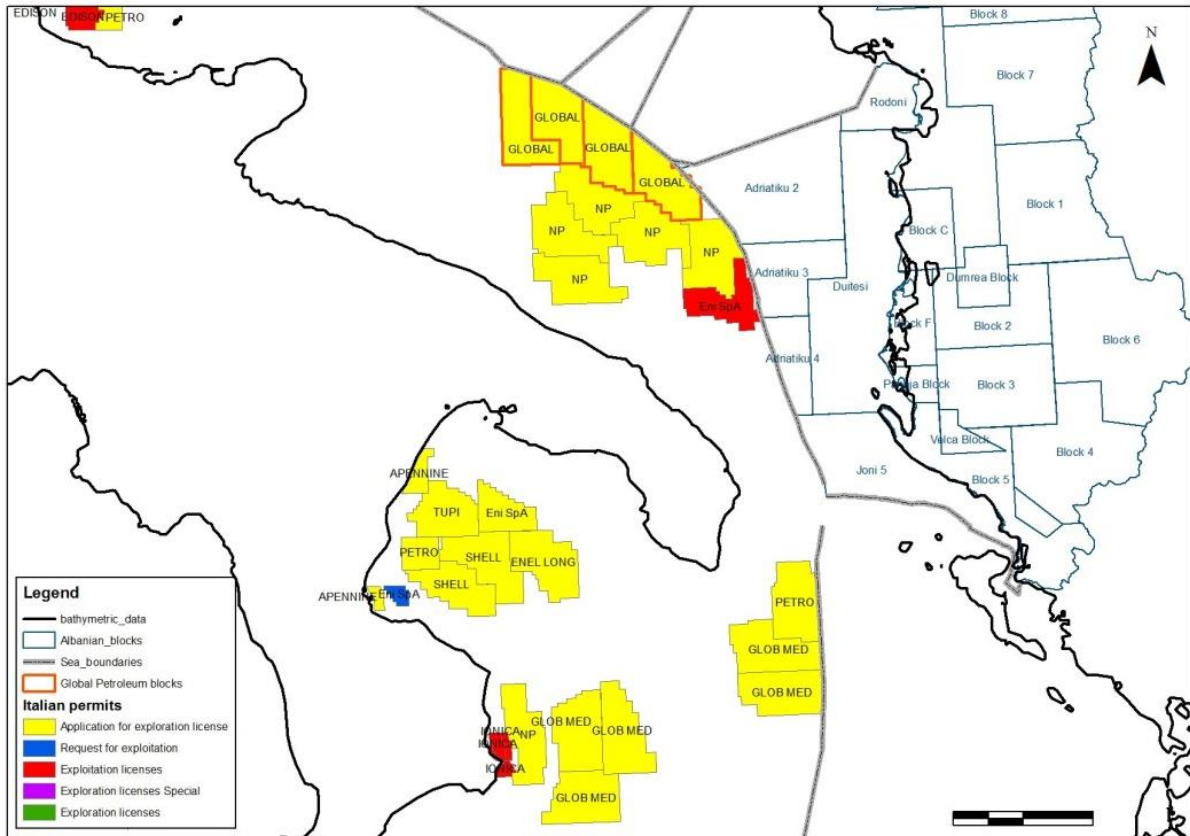 EDISON
EDISON
PETRO
Block 8
N
Block 7
Rodoni
GLOBAL
GLOBAL
GLOBAL
GLOBAL
Adriatiku 2
Block 1
NP
NP
NP
NP
NP
Block C
Adriatiku 3
Duitesi
Dumrea Block
Eni SpA
Block F
Block 2
Block 6
Adriatiku 4
Block 3
Block
Velca Block
Block 4
Joni 5
Block 5
APENNINE
TUPI
Eni SpA
PETRO
SHELL
ENEL LONG
SHELL
APENNINE
Eni SpA
PETRO
GLOB MED
GLOB MED
IONICA
IONICA
NP
GLOB MED
GLOB MED
IONICA
GLOB MED
Legend
bathymetric_data
Albanian_blocks
Sea_boundaries
Global Petroleum blocks
Italian permits
Application for exploration license
Request for exploitation
Exploitation licenses
Exploration licenses Special
Exploration licenses